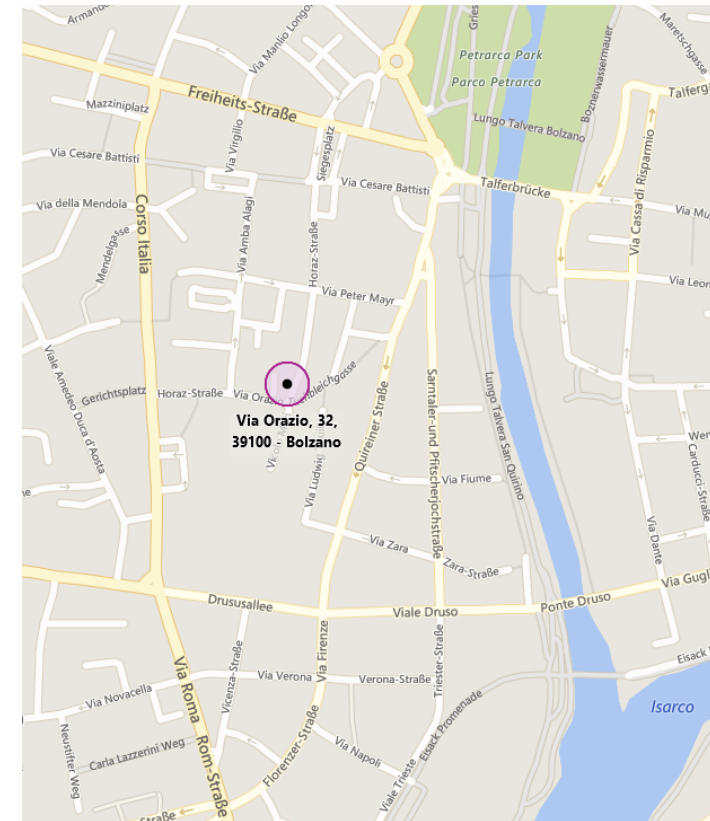 Armando
Via Manlio Longo
Gries
Petrarca Park
Parco Petrarca
Boznerwassermauer
Maretschgasse
Talferg
Freiheits-Straße
Mazziniplatz
Via Virgilio
Siegesplatz
Lungo Talvera Bolzano
Via Cassa di Risparmio
Via Cesare Battisti
Via Cesare Battisti
Talferbrücke
Via della Mendola
Mendelgasse
Corso Italia
Via Amba Alagi
Horaz-Straße
Via Mu
Via Leon
Via Peter Mayr
Viale Amedeo Duca d'Aosta
Gerichtsplatz
Horaz-Straße
Via Orazio
Trenbleichgasse
Quireiner Straße
Sarntaler-und Pfitscherjochstraße
Lungo Talvera San Quirino
Via Orazio, 32,
39100 - Bolzano
Via Ludwig
Wen
Carducci-Straße
Via Fiume
Via Dante
Via Zara
Zara-Straße
Via Gugl
Drususallee
Viale Druso
Ponte Druso
Via Firenze
Triester-Straße
Eisack
Via Roma
Rom-Straße
Vicenza-Straße
Via Verona
Verona-Straße
Via Novacella
Neustifter Weg
Carla Lazzerini Weg
Florenzer-Straße
Via Napoli
Viale Trieste
Eisack Promenade
Isarco
Straße